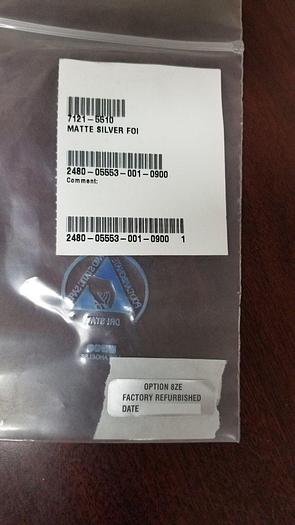 7121-5510
MATTE SILVER FOI
2480-05553-001-0900
Comment:
2480-05553-001-0900 1
OPTION 8ZE
FACTORY REFURBISHED
DATE